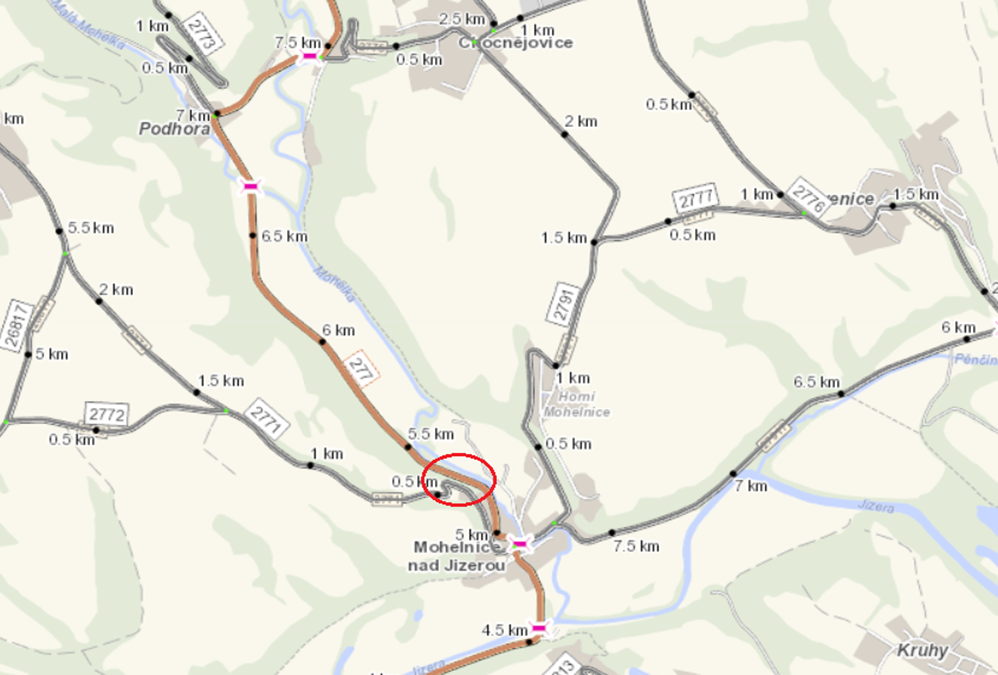 Malá Mohelka
1 km
2773
2.5 km
1 km
7.5 km
0.5 km
0.5 km
7 km
Podhora
km
2 km
0.5 km
5.5 km
6.5 km
2777
1 km
2776
1.5 km
1.5 km
0.5 km
Mohelka
2 km
26817
5 km
6 km
2791
6 km
277
1 km
Horní
Mohelnice
6.5 km
1.5 km
2772
0.5 km
2771
5.5 km
0.5 km
1 km
0.5 km
2771
7 km
Jizera
5 km
Mohelnice
nad Jizerou
7.5 km
4.5 km
Jizera
Kruhy